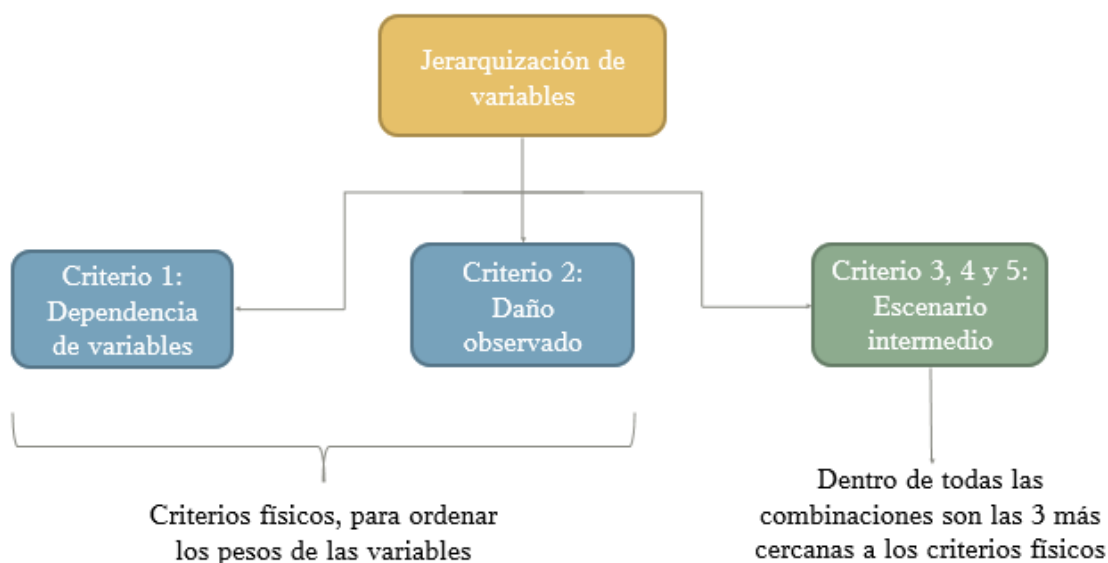 Jerarquización de
variables
Criterio 1:
Dependencia
de variables
Criterio 2:
Daño
observado
Criterio 3, 4 y 5:
Escenario
intermedio
Criterios físicos, para ordenar
los pesos de las variables
Dentro de todas las
combinaciones son las 3 más
cercanas a los criterios físicos